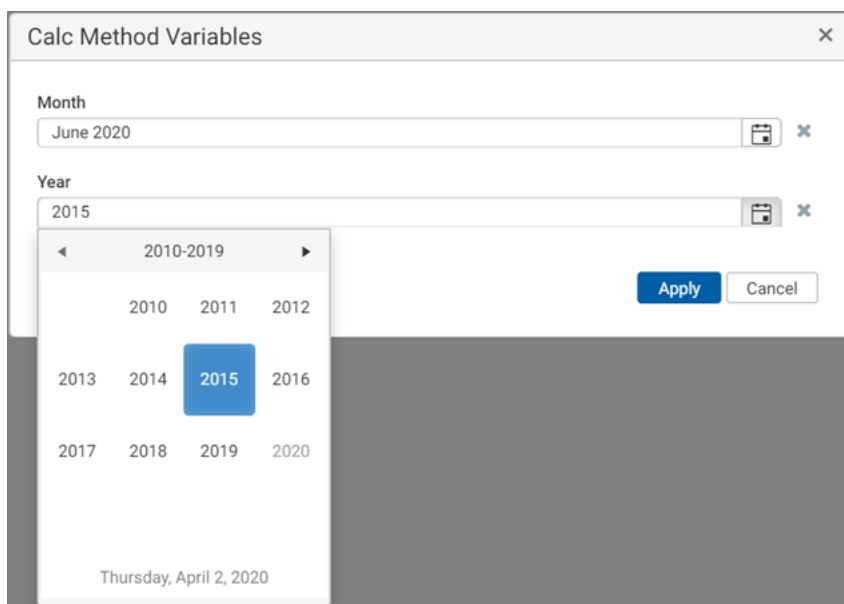 Calc Method Variables
Month
June 2020
Year
2015
2010-2019
2010 2011 2012
2013 2014 2015 2016
2017 2018 2019 2020
Thursday, April 2, 2020
Apply Cancel